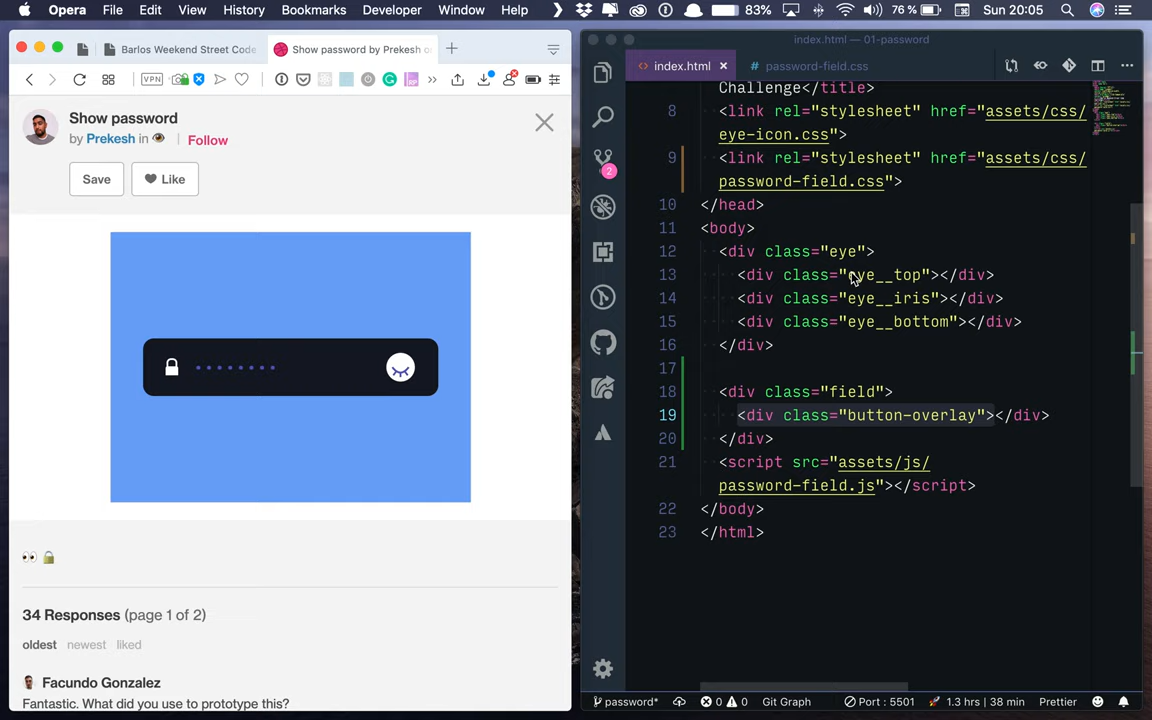 Opera File Edit View History Bookmarks Developer Window Help 83% 76% Sun 20:05
Barlos Weekend Street Code
Show password by Prekesh o
VPN
Show password
by Prekesh in | Follow
Save
Like
34 Responses (page 1 of 2)
oldest newest liked
Facundo Gonzalez
Fantastic. What did you use to prototype this?
index.html — 01-password
index.html
password-field.css
2
Challenge</title>
8 <link rel="stylesheet" href="assets/css/
eye-icon.css">
9 <link rel="stylesheet" href="assets/css/
password-field.css">
10 </head>
11 <body>
12 <div class="eye">
13 <div class="eye__top"></div>
14 <div class="eye__iris"></div>
15 <div class="eye__bottom"></div>
16 </div>
17
18 <div class="field">
19 <div class="button-overlay"></div>
20 </div>
21 <script src="assets/js/
password-field.js"></script>
22 </body>
23 </html>
password* 0 0 Git Graph Port : 5501 1.3 hrs | 38 min Prettier